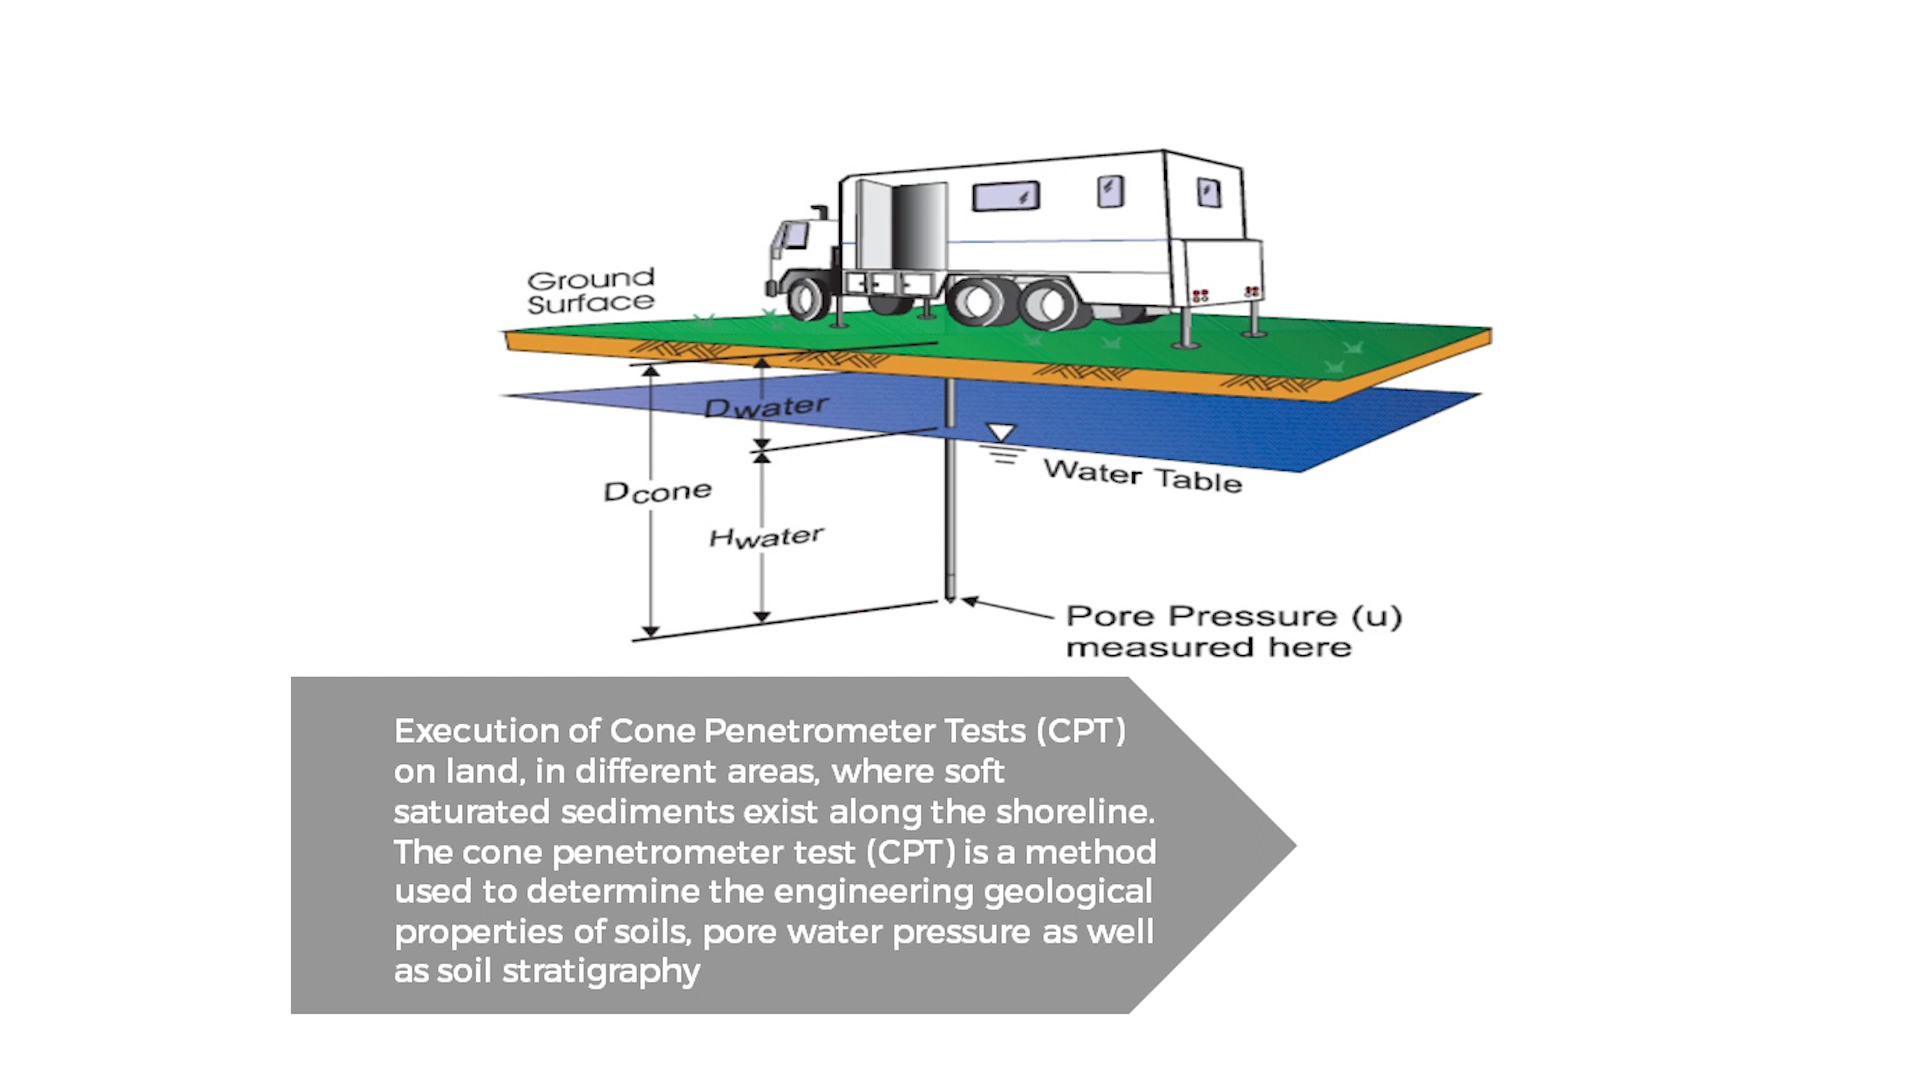 Ground
Surface
Dwater
Dcone
Water Table
Hwater
Pore Pressure (u)
measured here
Execution of Cone Penetrometer Tests (CPT)
on land, in different areas, where soft
saturated sediments exist along the shoreline.
The cone penetrometer test (CPT) is a method
used to determine the engineering geological
properties of soils, pore water pressure as well
as soil stratigraphy